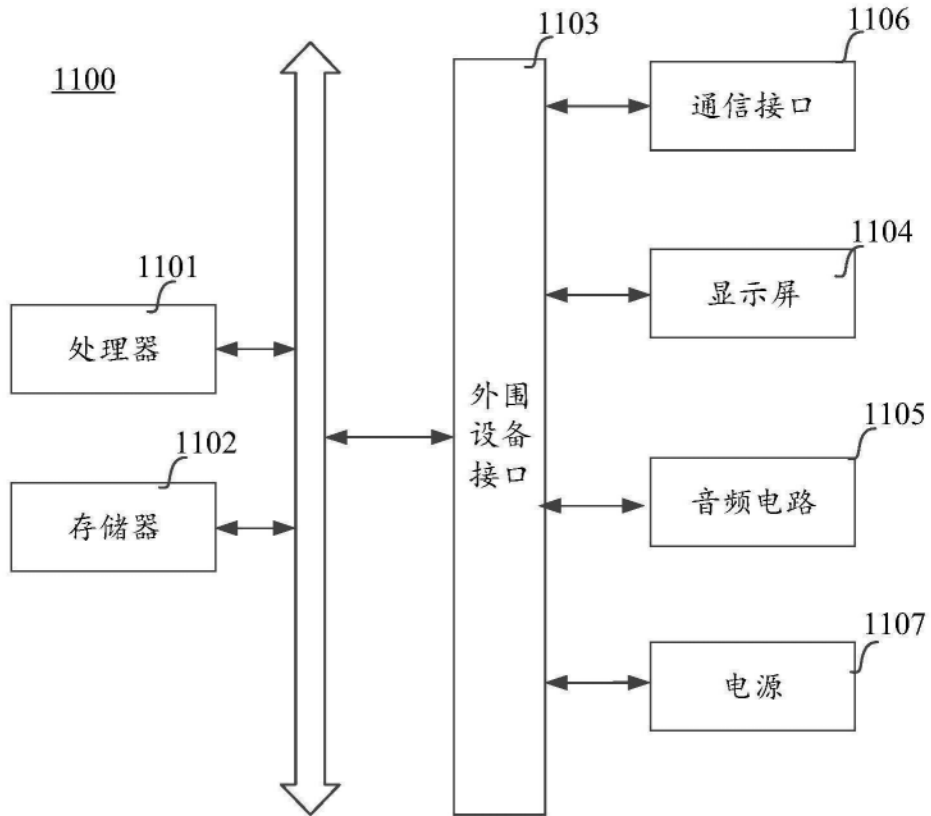 1100
1103
1106
通信接口
1104
显示屏
1101
处理器
外围
设备
接口
1105
音频电路
1102
存储器
1107
电源